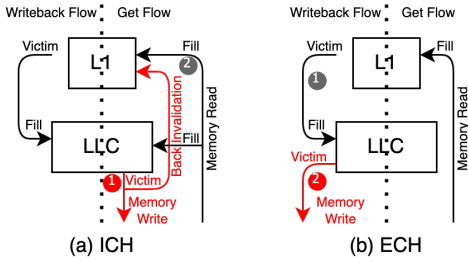 Writeback Flow
Get Flow
Victim
Fill
2
L1
Fill
LLC
Fill
Back Invalidation
Memory Read
1
Victim
Memory
Write
(a) ICH
Writeback Flow
Get Flow
Victim
Fill
1
L1
Fill
LLC
Victim
2
Memory
Write
Memory Read
(b) ECH